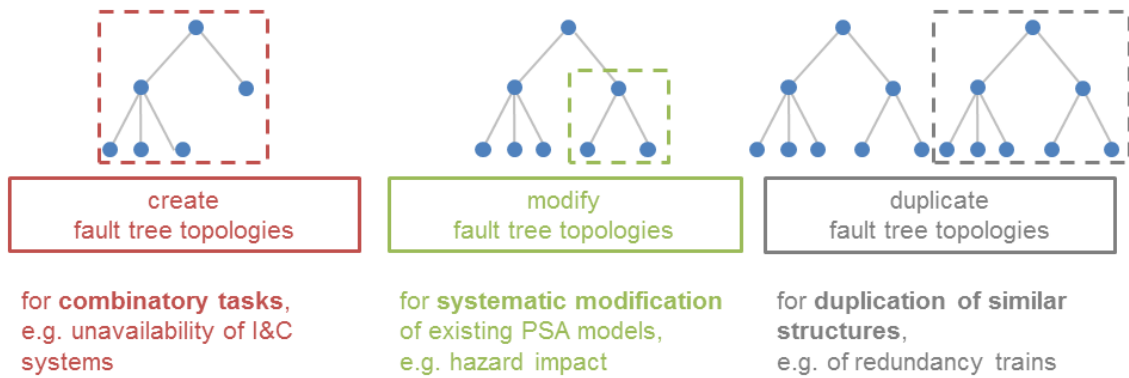 create
fault tree topologies
modify
fault tree topologies
duplicate
fault tree topologies
for combinatory tasks,
e.g. unavailability of I&C
systems
for systematic modification
of existing PSA models,
e.g. hazard impact
for duplication of similar
structures,
e.g. of redundancy trains